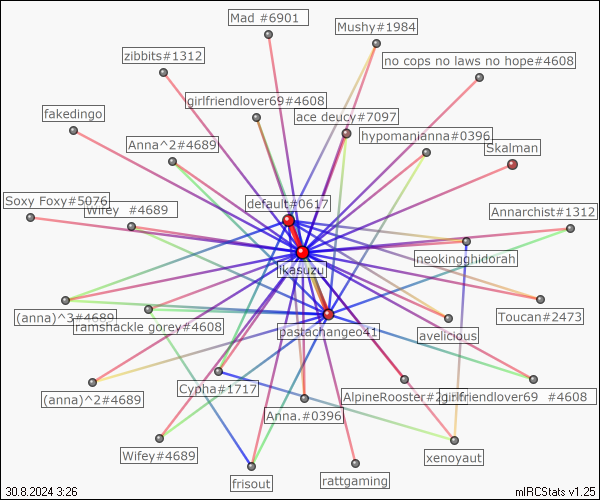 Mad #6901
Mushy#1984
zibbits#1312
no cops no laws no hope#4608
girlfriendlover69#4608
ace deucy#7097
fakedingo
hypomanianna#0396
Anna^2#4689
Skalman
Soxy Foxy#5076
default#0617
Wifey #4689
Annarchist#1312
neokingghidorah
ikasuzu
Toucan#2473
(anna)^3#4689
ramshackle gorey#4608
pastachangeo41
avelicious
(anna)^2#4689
Cypha#1717
AlpineRooster#2
girlfriendlover69 #4608
Anna.#0396
Wifey#4689
xenoyaut
frisout
rattgaming
30.8.2024 3:26
mIRCStats v1.25